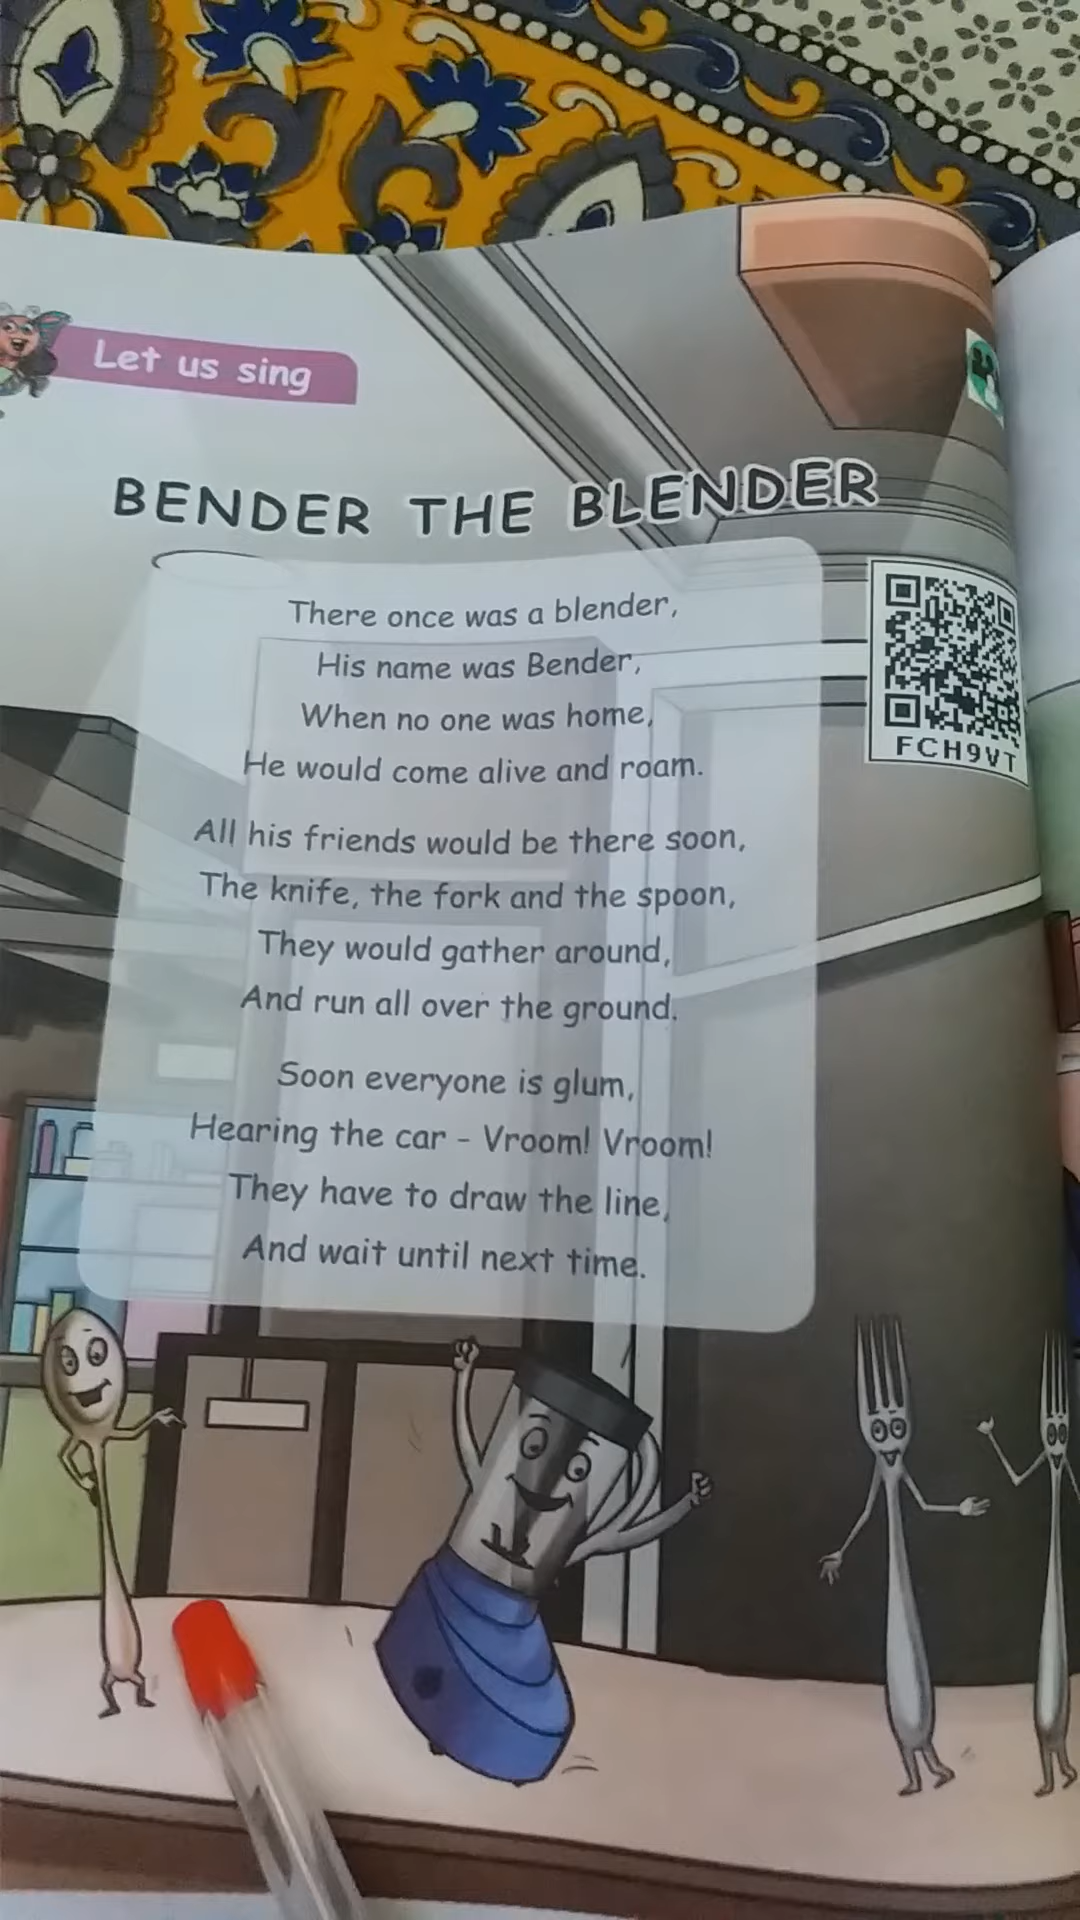 Let us sing
BENDER THE BLENDER
There once was a blender,
His name was Bender,
When no one was home,
He would come alive and roam.
All his friends would be there soon,
The knife, the fork and the spoon,
They would gather around,
And run all over the ground.
Soon everyone is glum,
Hearing the car - Vroom! Vroom!
They have to draw the line,
And wait until next time.
FCH9VT